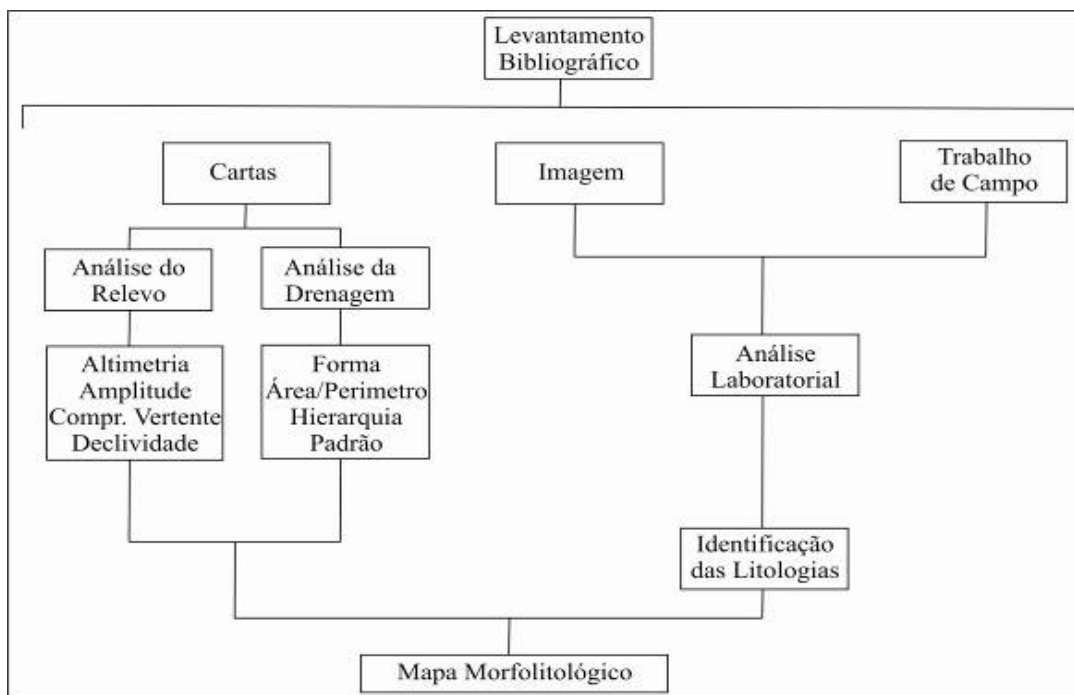 Levantamento
Bibliográfico
Cartas
Imagem
Trabalho
de Campo
Análise do
Relevo
Análise da
Drenagem
Altimetria
Amplitude
Compr. Vertente
Declividade
Forma
Área/Perimetro
Hierarquia
Padrão
Análise
Laboratorial
Identificação
das Litologias
Mapa Morfolitológico